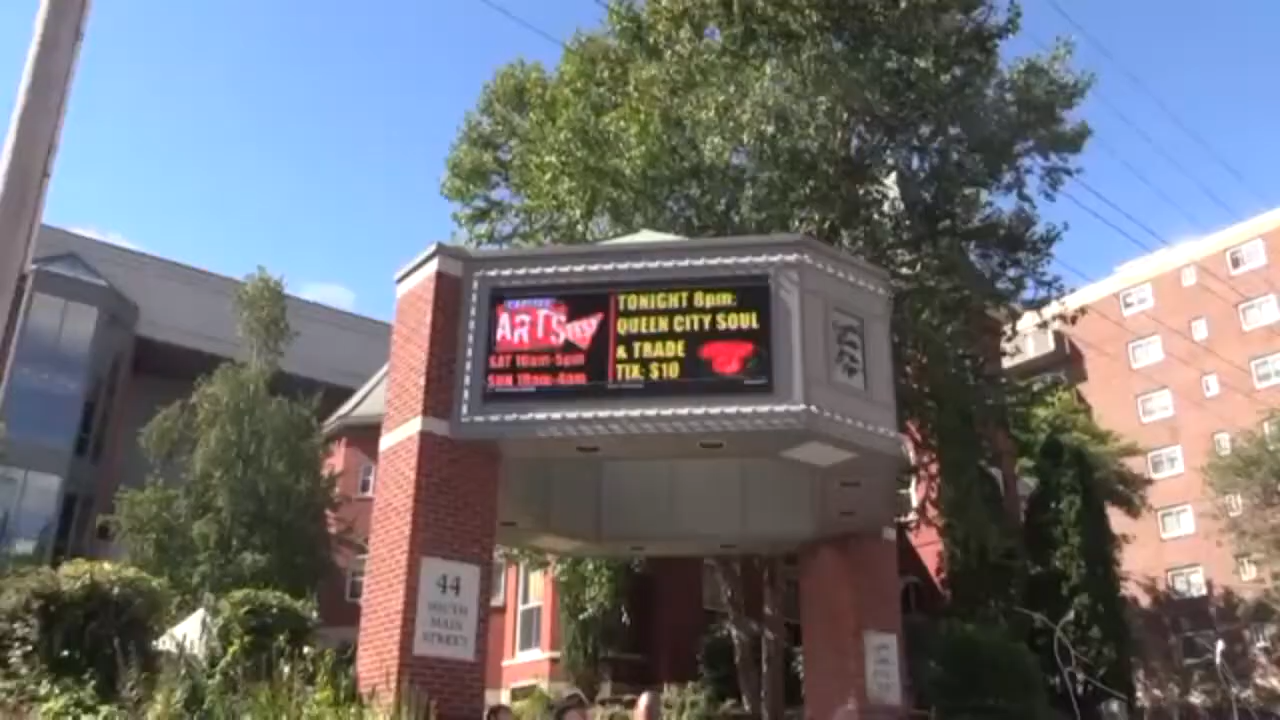 CAPITOL
ARTS
SAT 10am-5pm
SUN 10am-4pm
TONIGHT 8pm:
QUEEN CITY SOUL
& TRADE
TIX: $10
44
SOUTH
MAIN
STREET